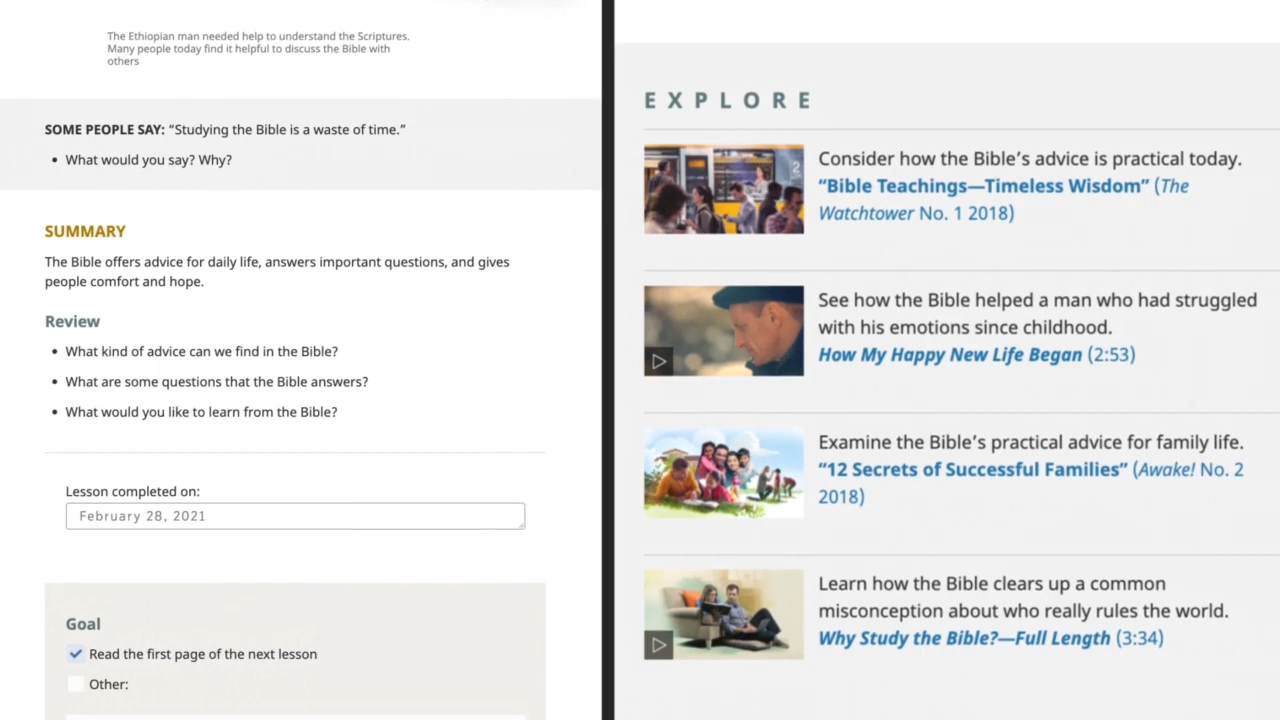 The Ethiopian man needed help to understand the Scriptures.
Many people today find it helpful to discuss the Bible with
others
SOME PEOPLE SAY: “Studying the Bible is a waste of time.”
• What would you say? Why?
SUMMARY
The Bible offers advice for daily life, answers important questions, and gives
people comfort and hope.
Review
• What kind of advice can we find in the Bible?
• What are some questions that the Bible answers?
• What would you like to learn from the Bible?
Lesson completed on:
February 28, 2021
Goal
Read the first page of the next lesson
Other:
EXPLORE
2
Consider how the Bible’s advice is practical today.
“Bible Teachings—Timeless Wisdom” (The
Watchtower No. 1 2018)
See how the Bible helped a man who had struggled
with his emotions since childhood.
How My Happy New Life Began (2:53)
Examine the Bible’s practical advice for family life.
“12 Secrets of Successful Families” (Awake! No. 2
2018)
Learn how the Bible clears up a common
misconception about who really rules the world.
Why Study the Bible?—Full Length (3:34)